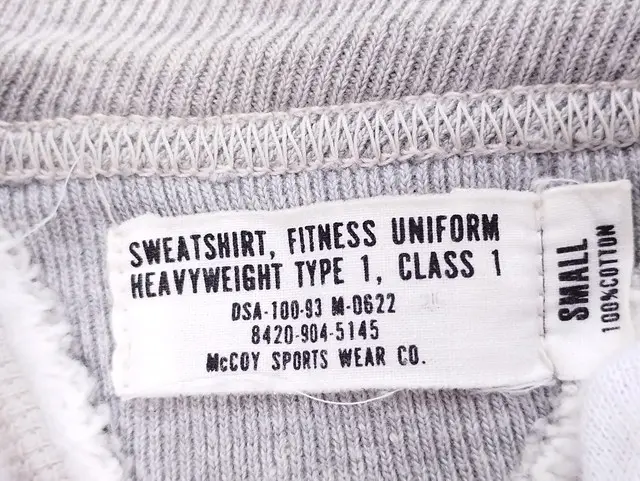 SWEATSHIRT, FITNESS UNIFORM
HEAVYWEIGHT TYPE 1, CLASS 1
DSA-100-93 M-0622
8420-904-5145
McCOY SPORTS WEAR CO.
SMALL
100%COTTON